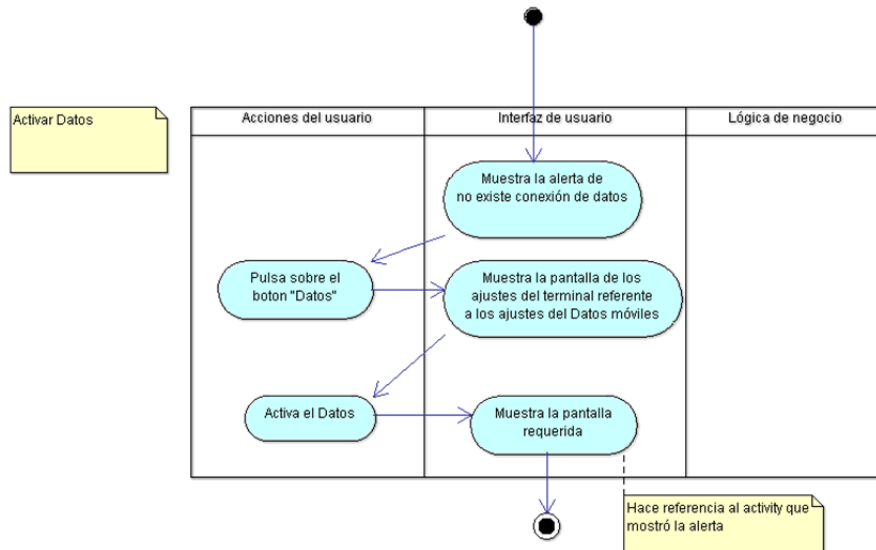 Activar Datos
Acciones del usuario
Interfaz de usuario
Lógica de negocio
Muestra la alerta de
no existe conexión de datos
Pulsa sobre el
boton "Datos"
Muestra la pantalla de los
ajustes del terminal referente
a los ajustes del Datos móviles
Activa el Datos
Muestra la pantalla
requerida
Hace referencia al activity que
mostró la alerta